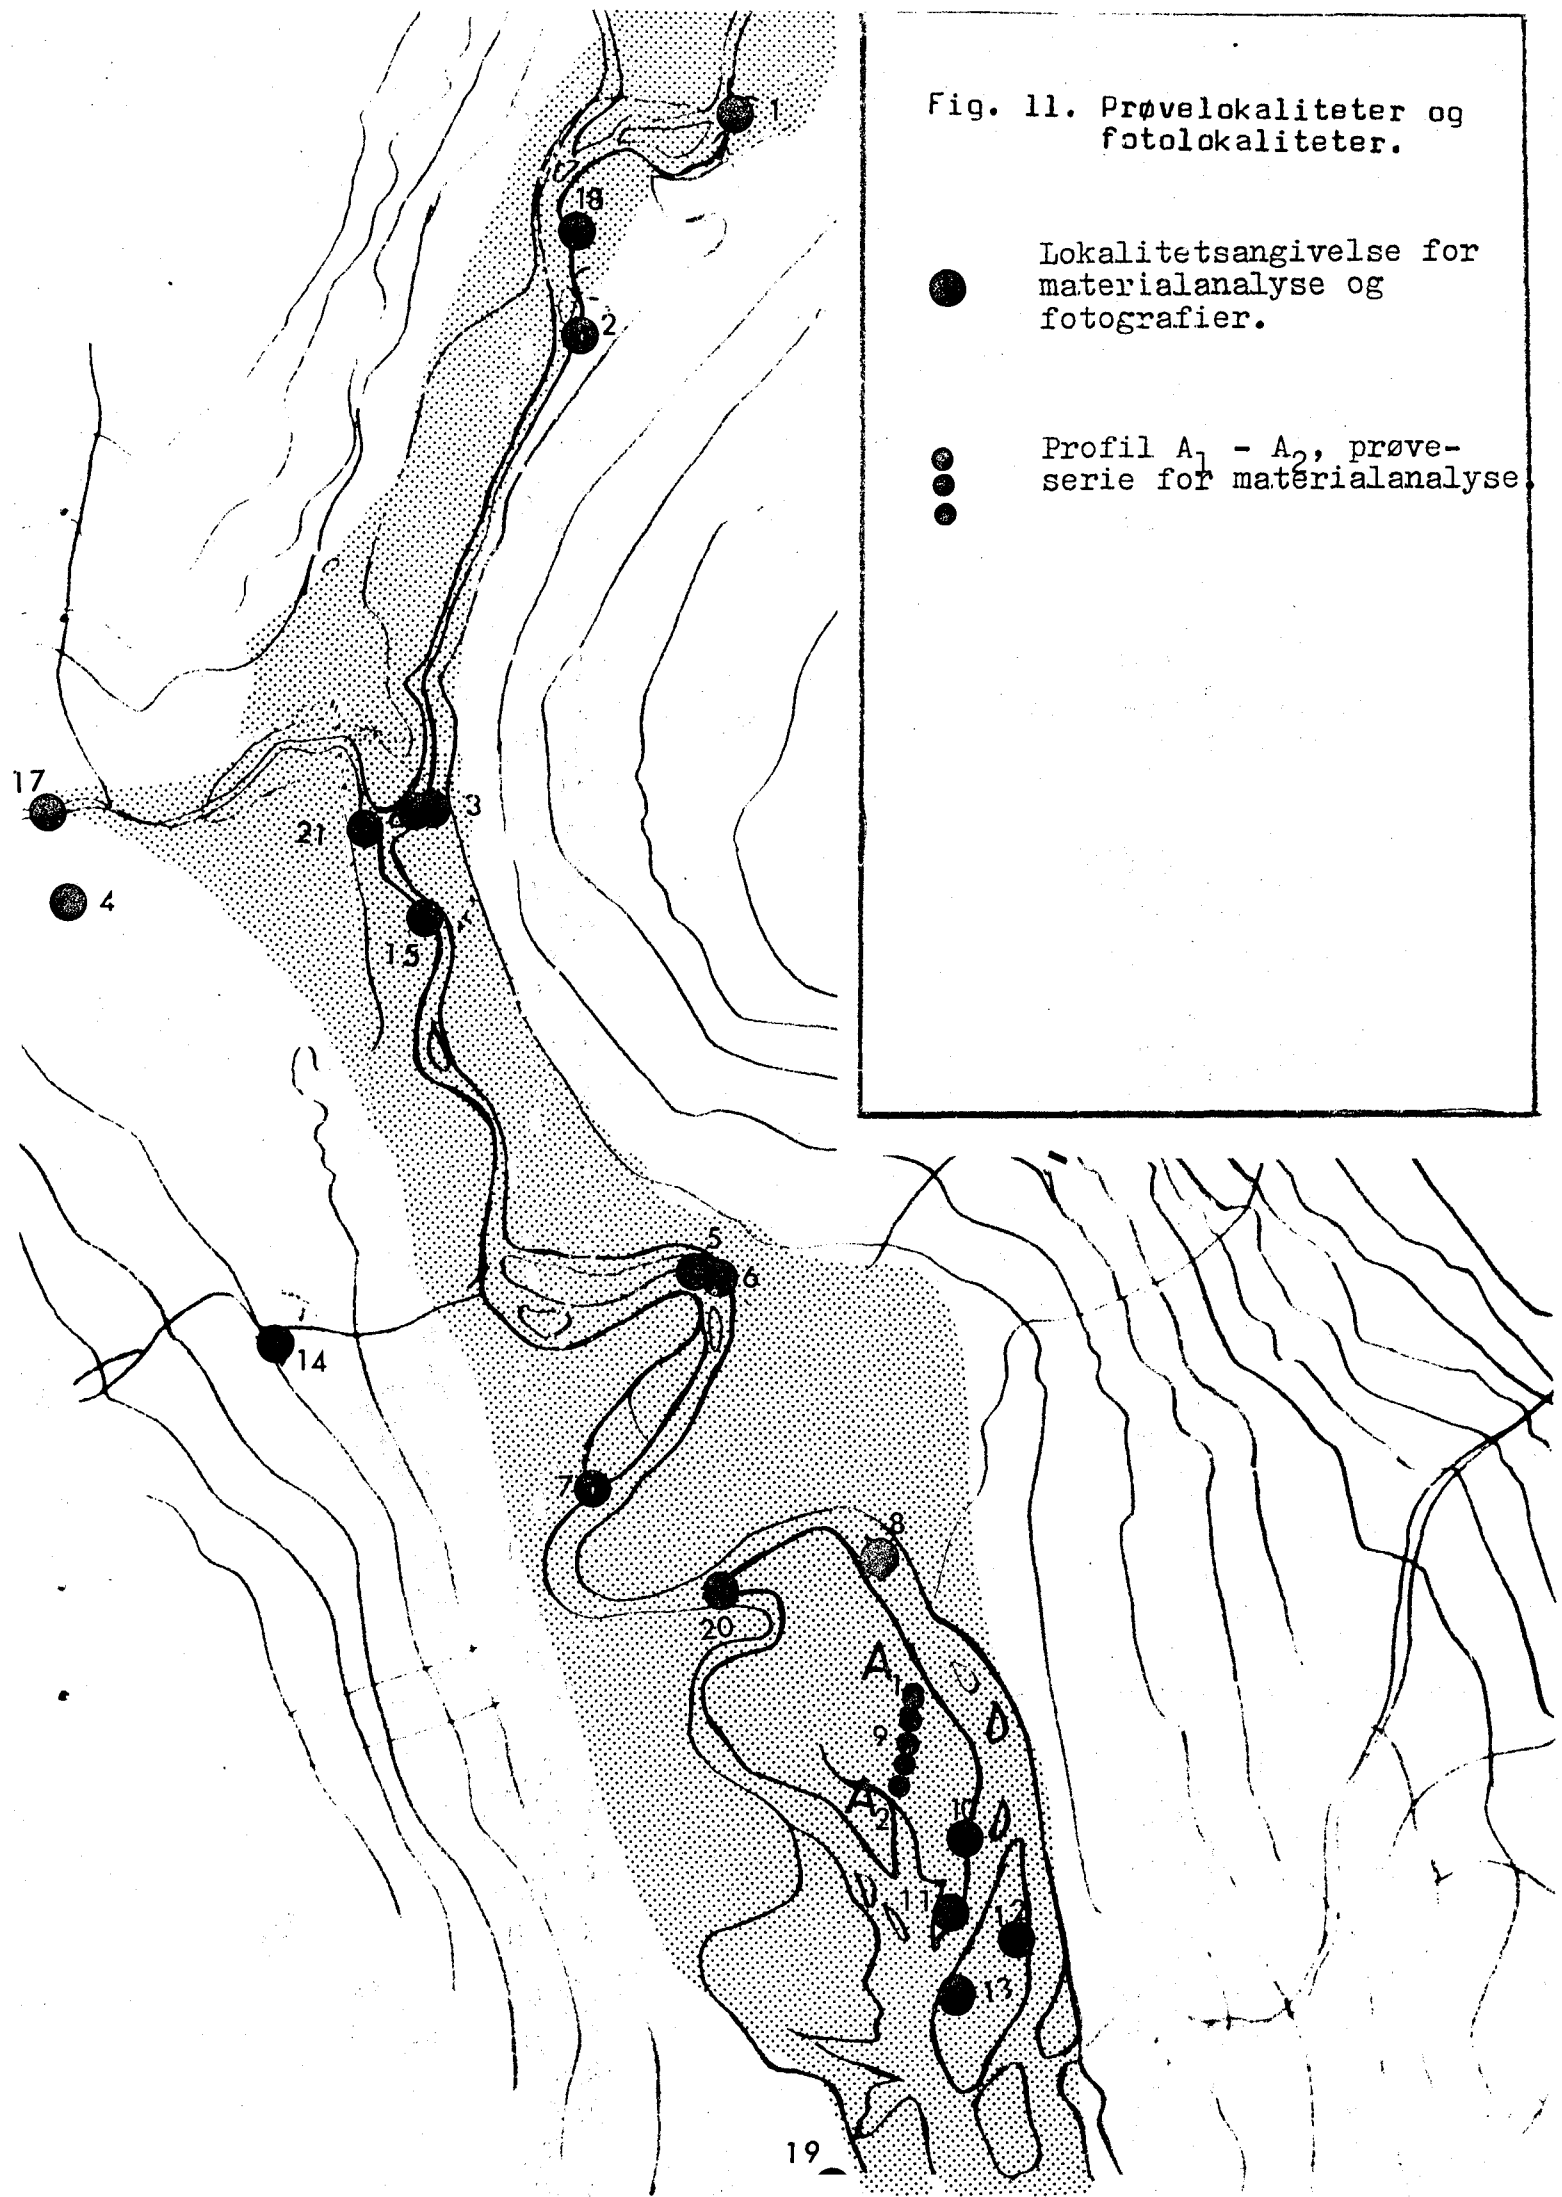 Fig. 11. Prøvelokaliteter og
fotolokaliteter.
Lokalitetsangivelse for
materialanalyse og
fotografier.
Profil A1 - A2, prøve-
serie for materialanalyse.
1
18
2
17
3
21
4
15
5
6
14
7
8
20
A1
9
A2
10
11
12
13
19